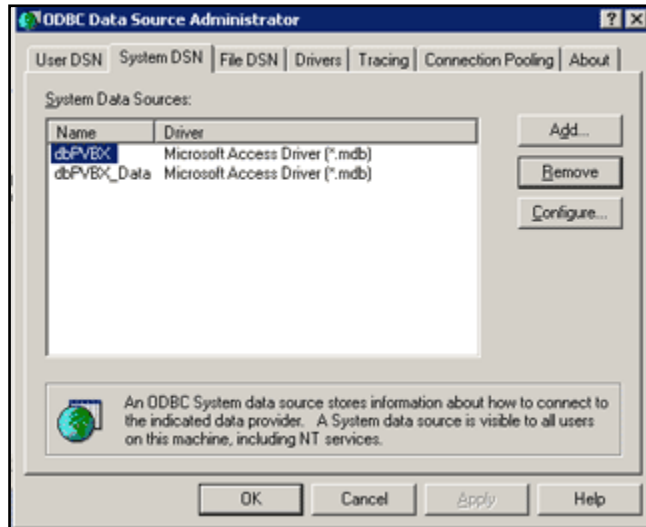 ODBC Data Source Administrator
User DSN System DSN File DSN Drivers Tracing Connection Pooling About
System Data Sources:
Name Driver
dbPVBX Microsoft Access Driver (*.mdb)
dbPVBX_Data Microsoft Access Driver (*.mdb)
Add...
Remove
Configure...
An ODBC System data source stores information about how to connect to
the indicated data provider. A System data source is visible to all users
on this machine, including NT services.
OK Cancel Apply Help